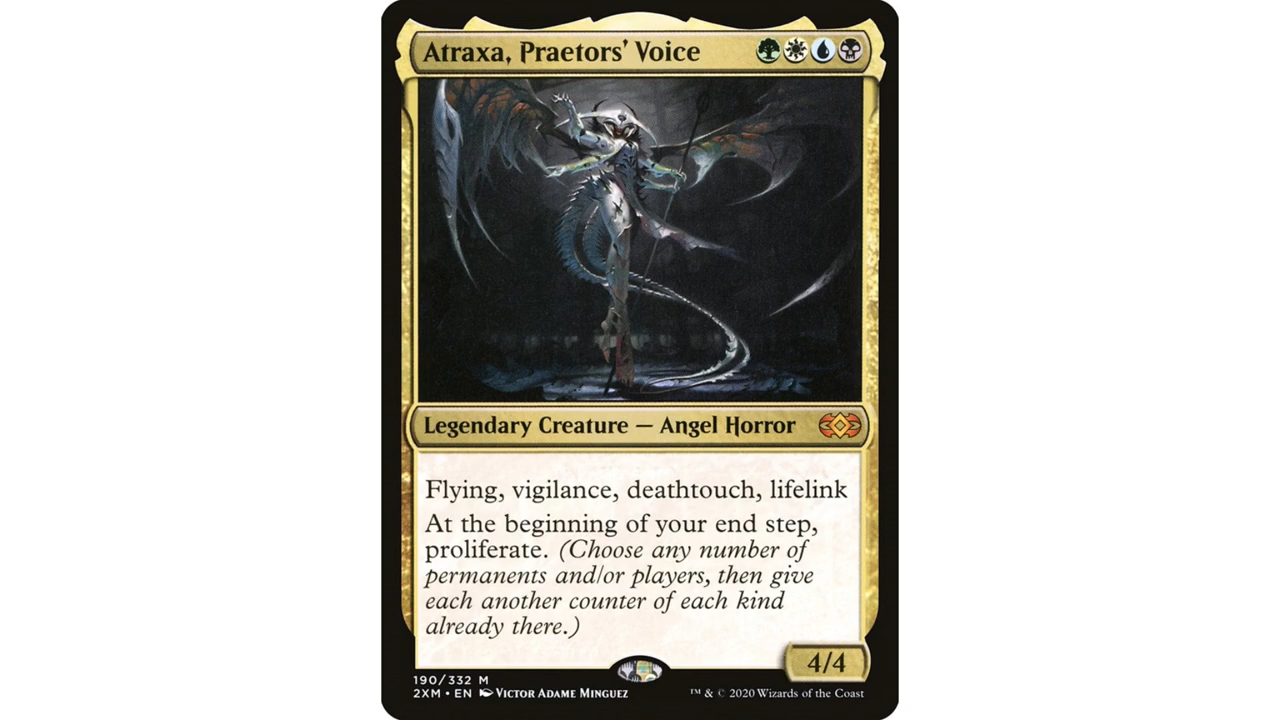 Atraxa, Praetors' Voice
Legendary Creature — Angel Horror
Flying, vigilance, deathtouch, lifelink
At the beginning of your end step,
proliferate. (Choose any number of
permanents and/or players, then give
each another counter of each kind
already there.)
4/4
190/332 M
2XM • EN Victor Adame Minguez
™ & © 2020 Wizards of the Coast